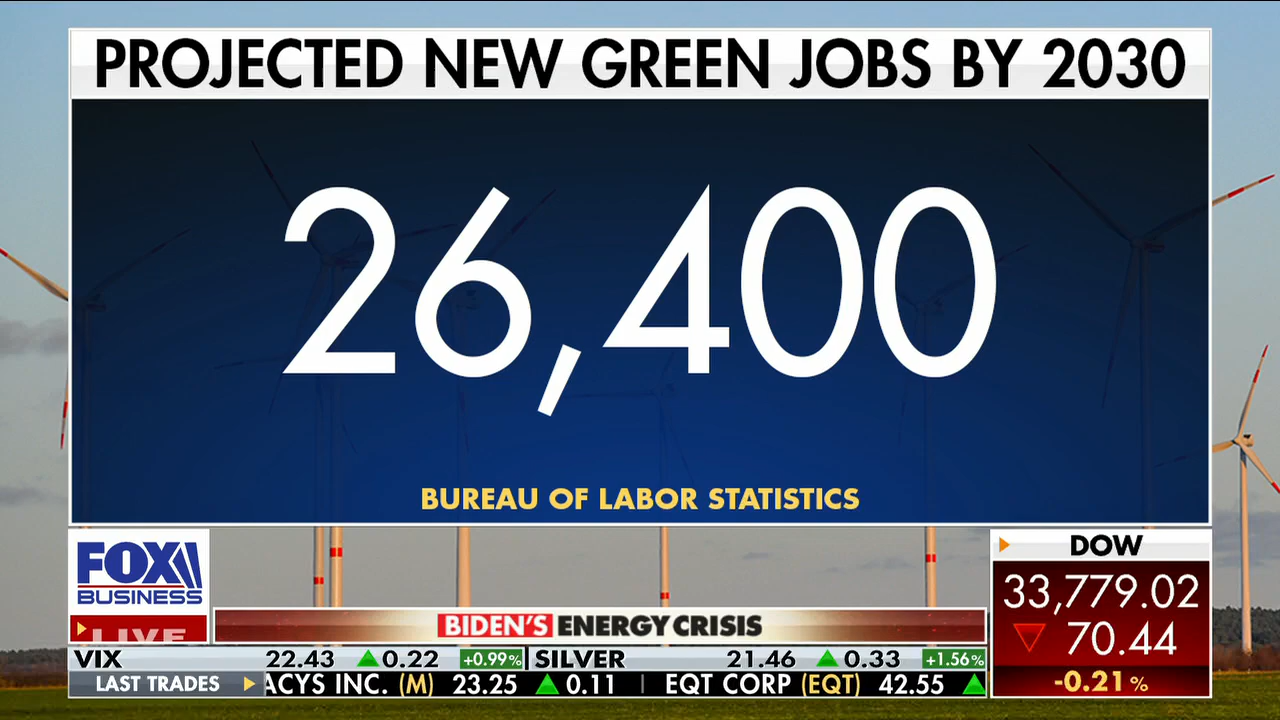 PROJECTED NEW GREEN JOBS BY 2030
26,400
BUREAU OF LABOR STATISTICS
FOX
BUSINESS
LIVE
BIDEN'S ENERGY CRISIS
DOW
33,779.02
70.44
-0.21%
VIX 22.43 0.22 +0.99% SILVER 21.46 0.33 +1.56%
LAST TRADES ACYS INC. (M) 23.25 0.11 | EQT CORP (EQT) 42.55